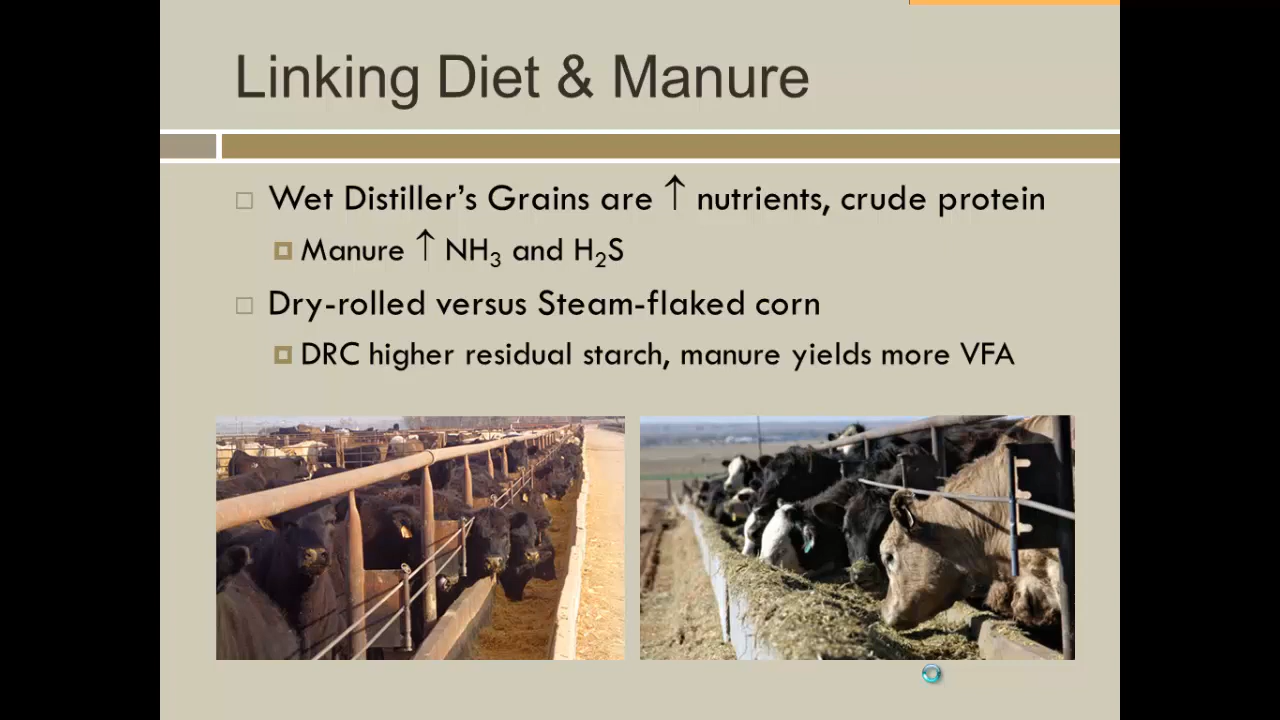 Linking Diet & Manure
Wet Distiller’s Grains are ↑ nutrients, crude protein
Manure ↑ NH₃ and H₂S
Dry-rolled versus Steam-flaked corn
DRC higher residual starch, manure yields more VFA